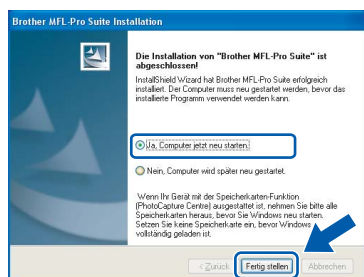 Brother MFL-Pro Suite Installation
Die Installation von "Brother MFL-Pro Suite" ist
abgeschlossen!
InstallShield Wizard hat Brother MFL-Pro Suite erfolgreich
installiert. Der Computer muss neu gestartet werden, bevor das
installierte Programm verwendet werden kann.
Ja, Computer jetzt neu starten.
Nein, Computer wird später neu gestartet.
Wenn Ihr Gerät mit der Speicherkarten-Funktion
(PhotoCapture Centre) ausgestattet ist, nehmen Sie bitte alle
Speicherkarten heraus, bevor Sie Windows neu starten.
Setzen Sie keine Speicherkarte ein, bevor Windows
vollständig geladen ist.
< Zurück Fertig stellen Abbrechen